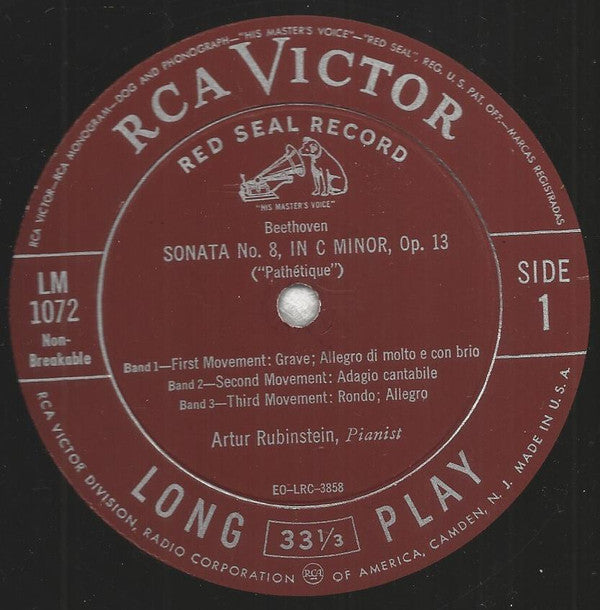 RCA VICTOR—RCA MONOGRAM—DOG AND PHONOGRAPH—"HIS MASTER'S VOICE"—"RED SEAL", REG. U. S. PAT. OFF.—MARCAS REGISTRADAS
RCA VICTOR
RED SEAL RECORD
"HIS MASTER'S VOICE"
Beethoven
SONATA No. 8, IN C MINOR, Op. 13
("Pathétique")
LM
1072
Non-
Breakable
SIDE
1
Band 1—First Movement: Grave; Allegro di molto e con brio
Band 2—Second Movement: Adagio cantabile
Band 3—Third Movement: Rondo; Allegro
Artur Rubinstein, Pianist
EO-LRC-3858
LONG 33 1/3 PLAY
RCA VICTOR DIVISION, RADIO CORPORATION RCA OF AMERICA, CAMDEN, N. J. MADE IN U.S.A.